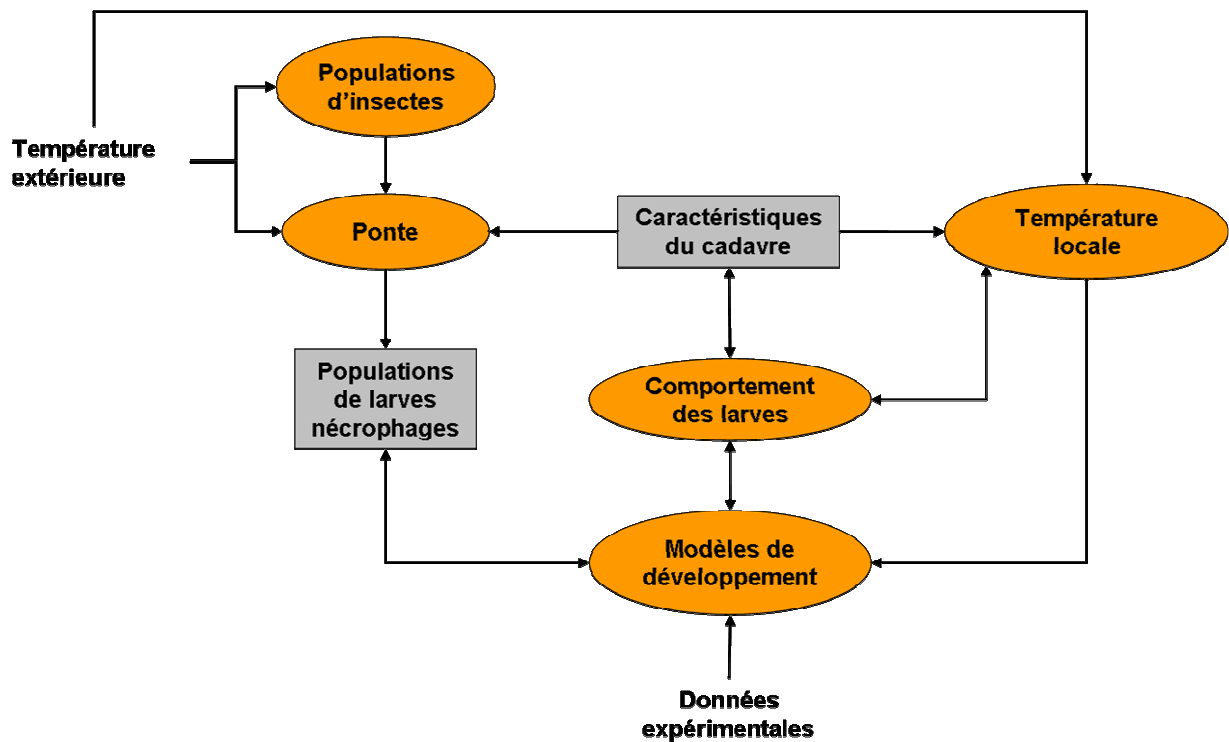 Populations
d'insectes
Température
extérieure
Ponte
Caractéristiques
du cadavre
Température
locale
Populations
de larves
nécrophages
Comportement
des larves
Modèles de
développement
Données
expérimentales